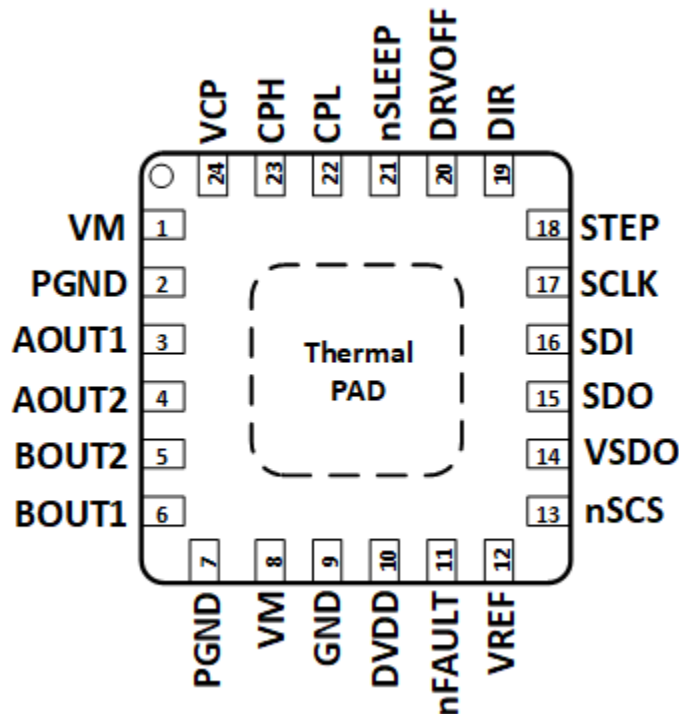 VCP
CPH
CPL
nSLEEP
DRVOFF
DIR
24
23
22
21
20
19
VM 1
18 STEP
PGND 2
17 SCLK
AOUT1 3
16 SDI
Thermal
PAD
AOUT2 4
15 SDO
BOUT2 5
14 VSDO
BOUT1 6
13 nSCS
7
8
9
10
11
12
PGND
VM
GND
DVDD
nFAULT
VREF